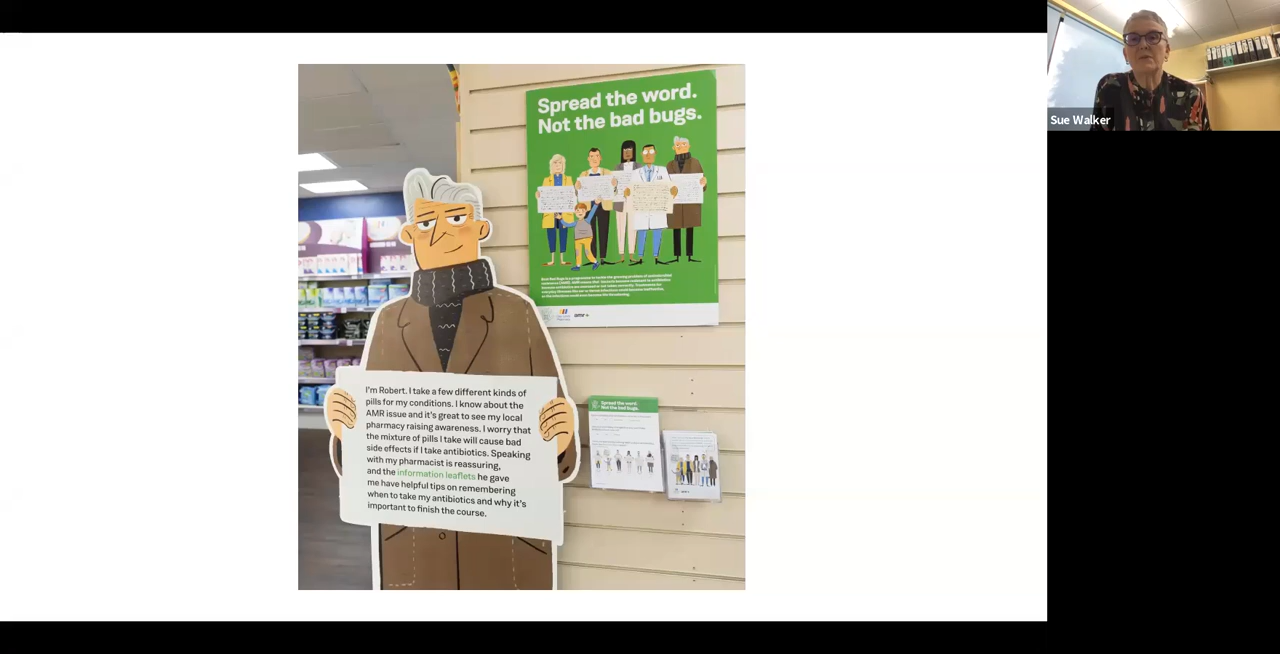 Sue Walker
Spread the word.
Not the bad bugs.
amr
I'm Robert. I take a few different kinds of
pills for my conditions. I know about the
AMR issue and it's great to see my local
pharmacy raising awareness. I worry that
the mixture of pills I take will cause bad
side effects if I take antibiotics. Speaking
with my pharmacist is reassuring,
and the information leaflets he gave
me have helpful tips on remembering
when to take my antibiotics and why it's
important to finish the course.
Spread the word.
Not the bad bugs.